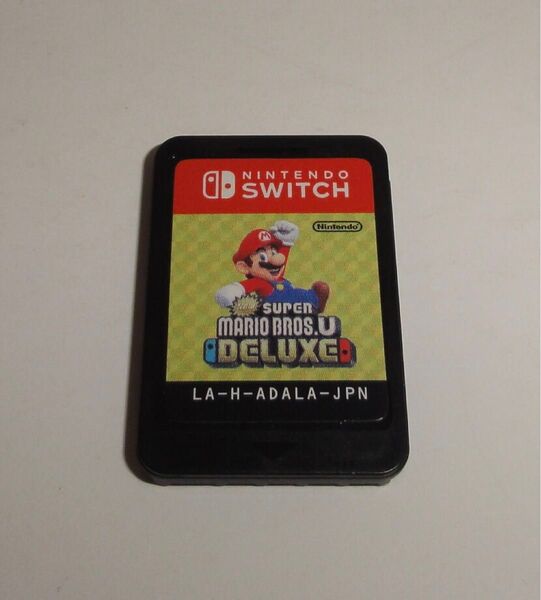 NINTENDO
SWITCH
Nintendo
New
SUPER
MARIO BROS.U
DELUXE
LA-H-ADALA-JPN